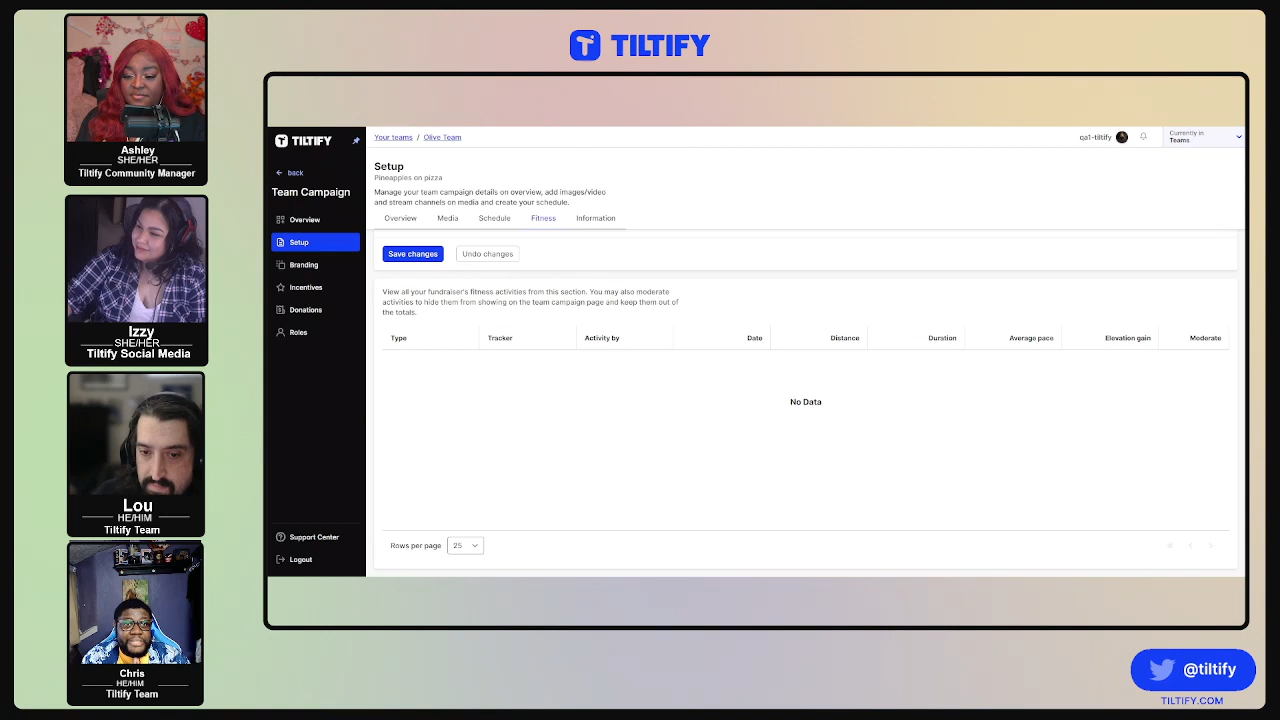 TILTIFY
Ashley
SHE/HER
Tiltify Community Manager
Izzy
SHE/HER
Tiltify Social Media
Lou
HE/HIM
Tiltify Team
Chris
HE/HIM
Tiltify Team
TILTIFY
back
Team Campaign
Overview
Setup
Branding
Incentives
Donations
Roles
Support Center
Logout
Your teams / Olive Team
qa1-tiltify
Currently in
Teams
Setup
Pineapples on pizza
Manage your team campaign details on overview, add images/video
and stream channels on media and create your schedule.
Overview Media Schedule Fitness Information
Save changes Undo changes
View all your fundraiser's fitness activities from this section. You may also moderate
activities to hide them from showing on the team campaign page and keep them out of
the totals.
Type Tracker Activity by Date Distance Duration Average pace Elevation gain Moderate
No Data
Rows per page 25
@tiltify
TILTIFY.COM